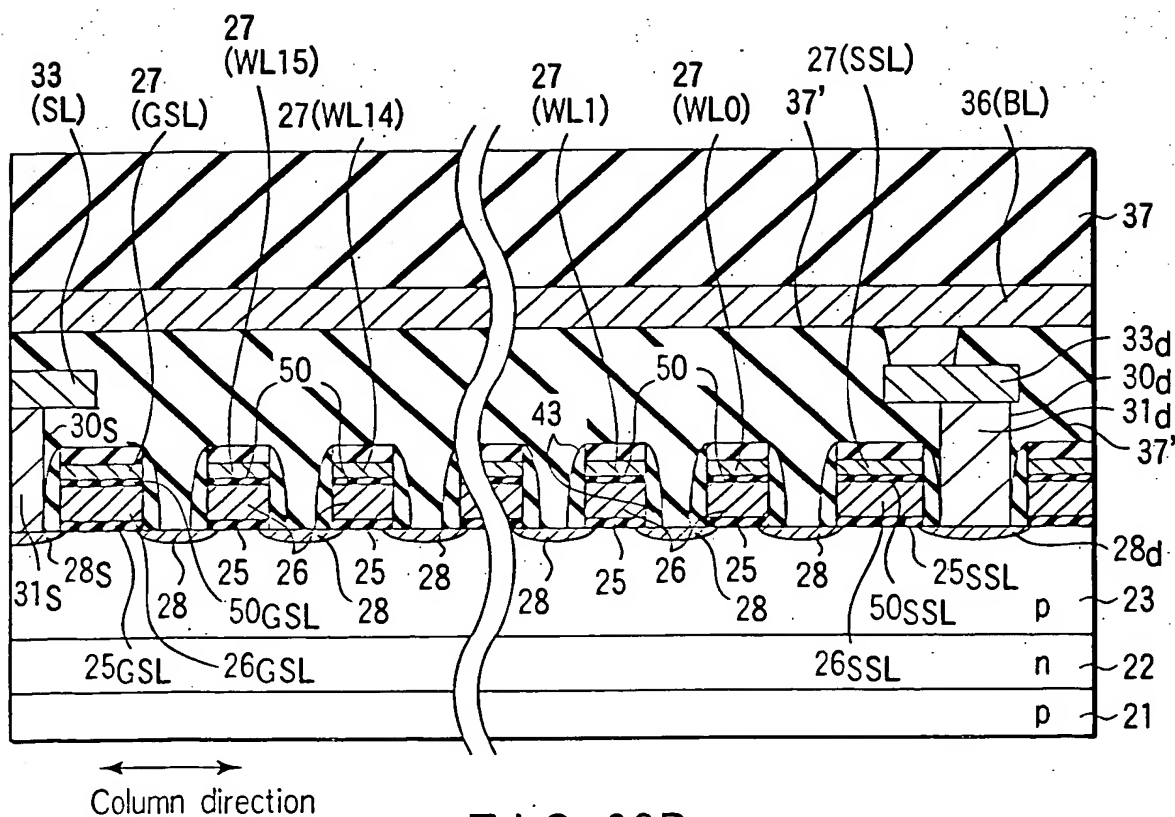 27
(WL15)
33
(SL)
27
(GSL)
27(WL14)
27
(WL1)
27
(WL0)
27(SSL)
37'
36(BL)
37
50
50
43
33d
30d
31d
37'
30S
31S
28S
28
25
26
25
28
28
28
25
26
25
28
28
28d
25SSL
50SSL
26SSL
50GSL
25GSL
26GSL
p
23
n
22
p
21
Column direction